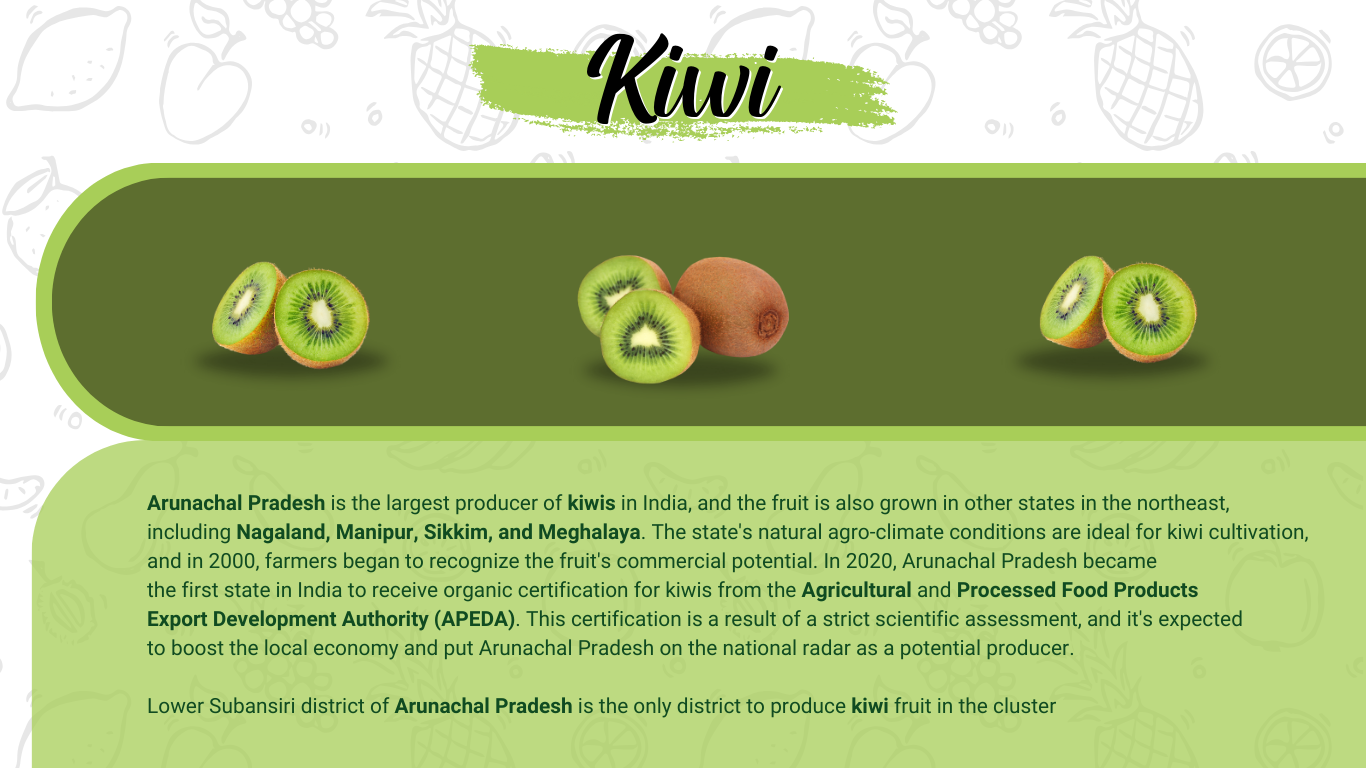 Kiwi
Arunachal Pradesh is the largest producer of kiwis in India, and the fruit is also grown in other states in the northeast,
including Nagaland, Manipur, Sikkim, and Meghalaya. The state's natural agro-climate conditions are ideal for kiwi cultivation,
and in 2000, farmers began to recognize the fruit's commercial potential. In 2020, Arunachal Pradesh became
the first state in India to receive organic certification for kiwis from the Agricultural and Processed Food Products
Export Development Authority (APEDA). This certification is a result of a strict scientific assessment, and it's expected
to boost the local economy and put Arunachal Pradesh on the national radar as a potential producer.
Lower Subansiri district of Arunachal Pradesh is the only district to produce kiwi fruit in the cluster